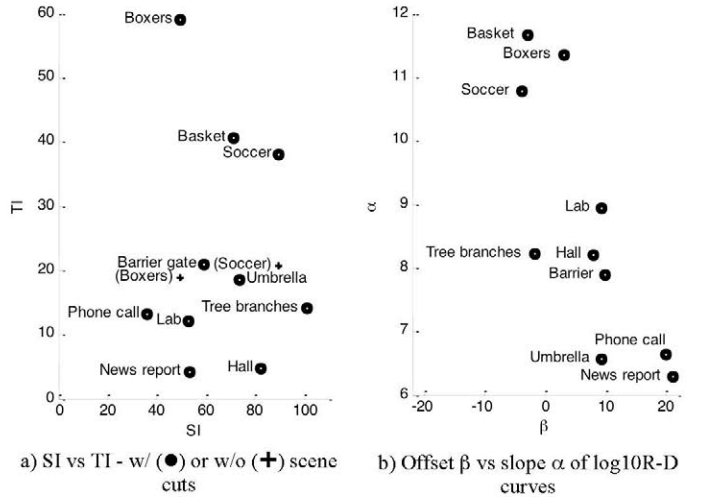 60
50
40
30
20
10
0
TI
Boxers
Basket
Soccer
Barrier gate
(Soccer)
(Boxers)
Umbrella
Phone call
Lab
Tree branches
News report
Hall
0 20 40 60 80 100
SI
a) SI vs TI - w/ (●) or w/o (+) scene
cuts
12
11
10
9
8
7
6
α
Basket
Boxers
Soccer
Lab
Tree branches
Hall
Barrier
Phone call
Umbrella
News report
-20 -10 0 10 20
β
b) Offset β vs slope α of log10R-D
curves